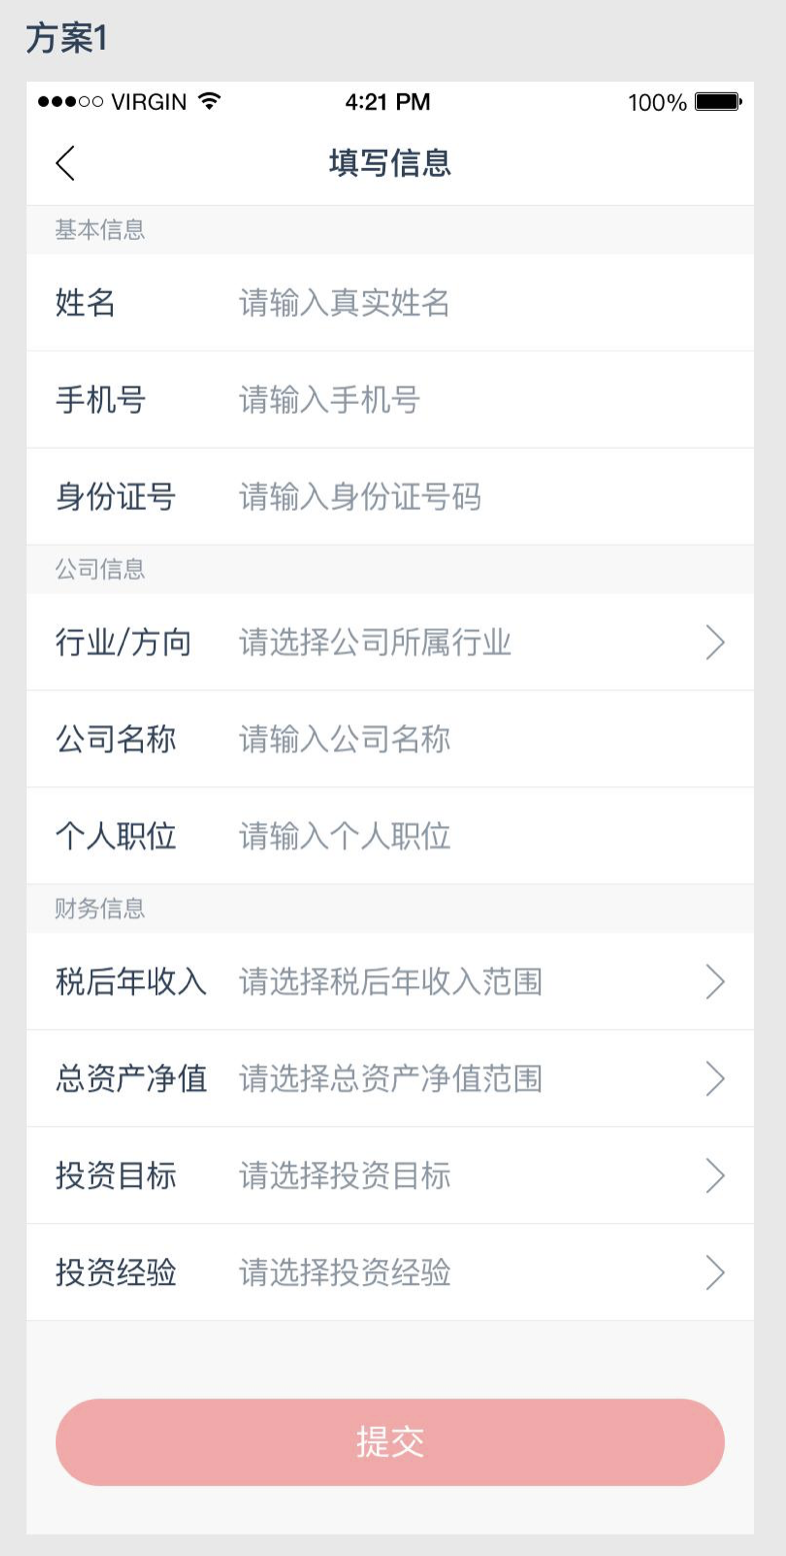 方案1
VIRGIN 4:21 PM 100%
填写信息
基本信息
姓名 请输入真实姓名
手机号 请输入手机号
身份证号 请输入身份证号码
公司信息
行业/方向 请选择公司所属行业
公司名称 请输入公司名称
个人职位 请输入个人职位
财务信息
税后年收入 请选择税后年收入范围
总资产净值 请选择总资产净值范围
投资目标 请选择投资目标
投资经验 请选择投资经验
提交